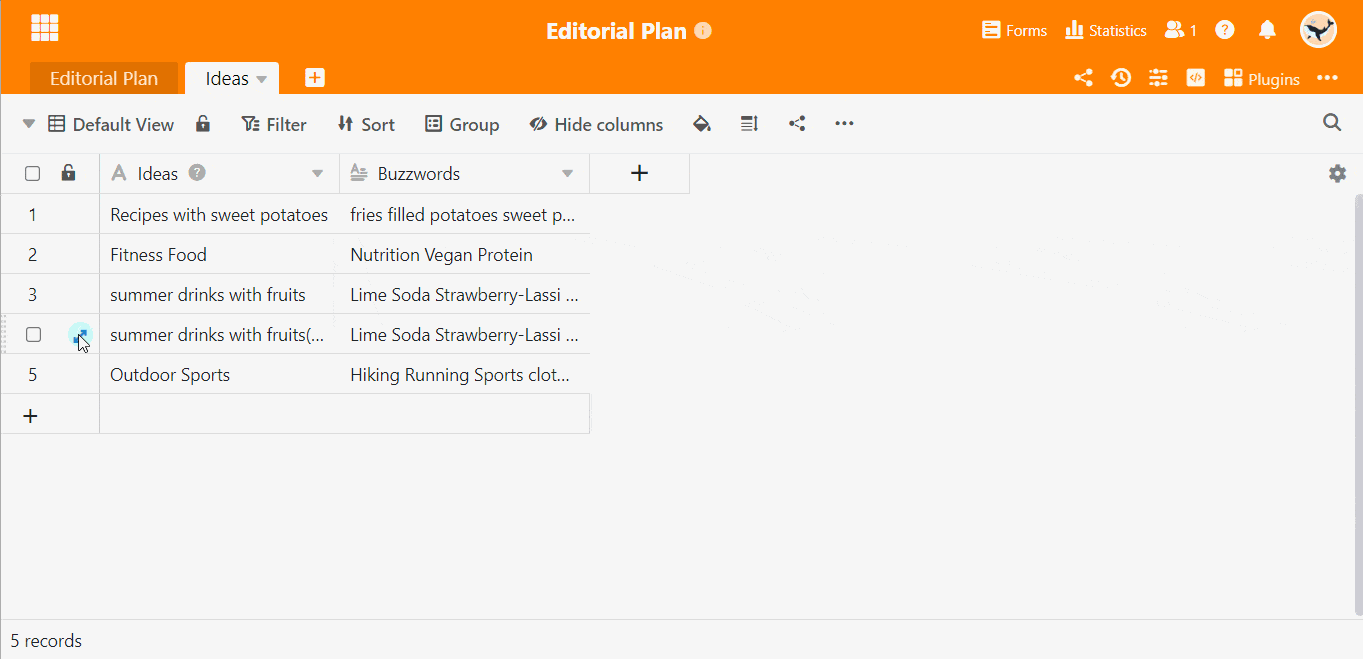 Editorial Plan
Forms
Statistics
1
Editorial Plan
Ideas
Plugins
Default View
Filter
Sort
Group
Hide columns
Ideas
Buzzwords
1 Recipes with sweet potatoes fries filled potatoes sweet p...
2 Fitness Food Nutrition Vegan Protein
3 summer drinks with fruits Lime Soda Strawberry-Lassi ...
summer drinks with fruits(... Lime Soda Strawberry-Lassi ...
5 Outdoor Sports Hiking Running Sports clot...
5 records